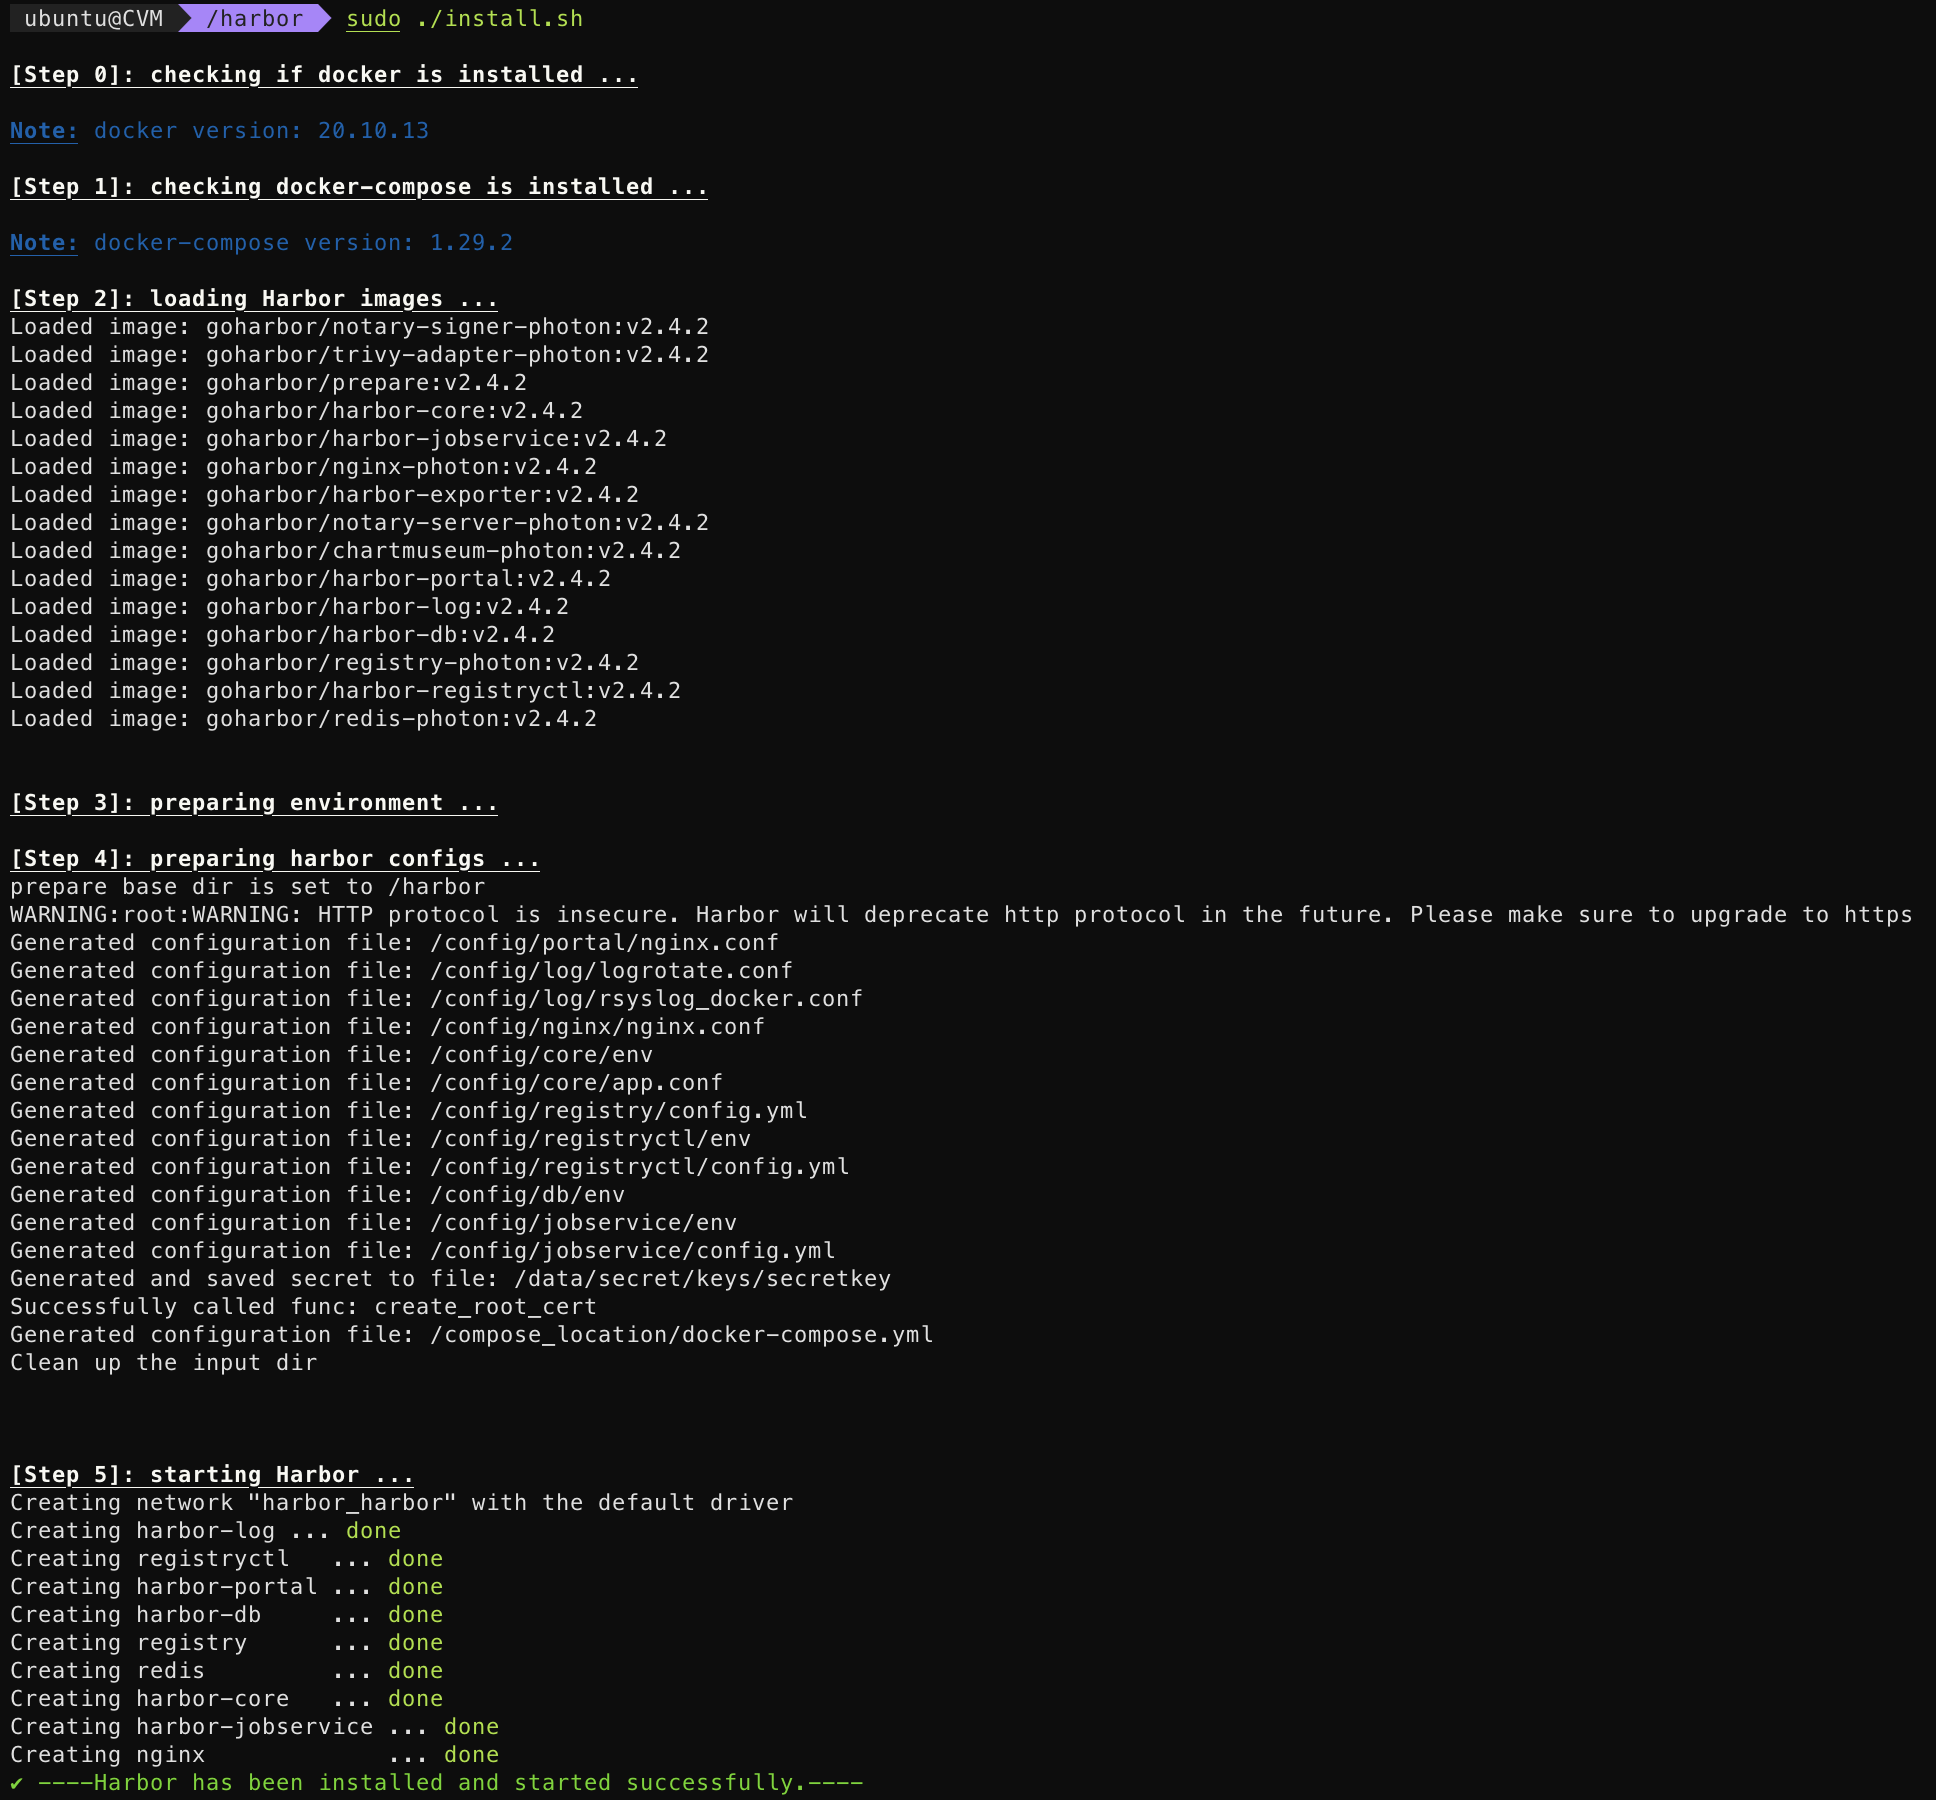 ubuntu@CVM /harbor sudo ./install.sh
[Step 0]: checking if docker is installed ...
Note: docker version: 20.10.13
[Step 1]: checking docker-compose is installed ...
Note: docker-compose version: 1.29.2
[Step 2]: loading Harbor images ...
Loaded image: goharbor/notary-signer-photon:v2.4.2
Loaded image: goharbor/trivy-adapter-photon:v2.4.2
Loaded image: goharbor/prepare:v2.4.2
Loaded image: goharbor/harbor-core:v2.4.2
Loaded image: goharbor/harbor-jobservice:v2.4.2
Loaded image: goharbor/nginx-photon:v2.4.2
Loaded image: goharbor/harbor-exporter:v2.4.2
Loaded image: goharbor/notary-server-photon:v2.4.2
Loaded image: goharbor/chartmuseum-photon:v2.4.2
Loaded image: goharbor/harbor-portal:v2.4.2
Loaded image: goharbor/harbor-log:v2.4.2
Loaded image: goharbor/harbor-db:v2.4.2
Loaded image: goharbor/registry-photon:v2.4.2
Loaded image: goharbor/harbor-registryctl:v2.4.2
Loaded image: goharbor/redis-photon:v2.4.2
[Step 3]: preparing environment ...
[Step 4]: preparing harbor configs ...
prepare base dir is set to /harbor
WARNING:root:WARNING: HTTP protocol is insecure. Harbor will deprecate http protocol in the future. Please make sure to upgrade to https
Generated configuration file: /config/portal/nginx.conf
Generated configuration file: /config/log/logrotate.conf
Generated configuration file: /config/log/rsyslog_docker.conf
Generated configuration file: /config/nginx/nginx.conf
Generated configuration file: /config/core/env
Generated configuration file: /config/core/app.conf
Generated configuration file: /config/registry/config.yml
Generated configuration file: /config/registryctl/env
Generated configuration file: /config/registryctl/config.yml
Generated configuration file: /config/db/env
Generated configuration file: /config/jobservice/env
Generated configuration file: /config/jobservice/config.yml
Generated and saved secret to file: /data/secret/keys/secretkey
Successfully called func: create_root_cert
Generated configuration file: /compose_location/docker-compose.yml
Clean up the input dir
[Step 5]: starting Harbor ...
Creating network "harbor_harbor" with the default driver
Creating harbor-log ... done
Creating registryctl   ... done
Creating harbor-portal ... done
Creating harbor-db     ... done
Creating registry      ... done
Creating redis         ... done
Creating harbor-core   ... done
Creating harbor-jobservice ... done
Creating nginx             ... done
✔ ----Harbor has been installed and started successfully.----